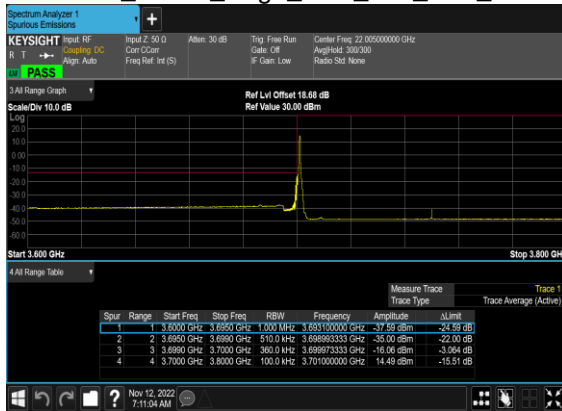 Spectrum Analyzer 1
Spurious Emissions
+
KEYSIGHT Input: RF Input Z: 50 Ω Atten: 30 dB Trig: Free Run Center Freq: 22.005000000 GHz
R T Coupling: DC Corr CCorr Gate: Off Avg|Hold: 300/300
Align: Auto Freq Ref: Int (S) IF Gain: Low Radio Std: None
PASS
3 All Range Graph
Ref Lvl Offset 18.68 dB
Scale/Div 10.0 dB Ref Value 30.00 dBm
Log
20.0
10.0
0.00
-10.0
-20.0
-30.0
-40.0
-50.0
-60.0
Start 3.600 GHz Stop 3.800 GHz
4 All Range Table
Measure Trace Trace 1
Trace Type Trace Average (Active)
Spur Range Start Freq Stop Freq RBW Frequency Amplitude ΔLimit
1 1 3.6000 GHz 3.6950 GHz 1.000 MHz 3.693100000 GHz -37.59 dBm -24.59 dB
2 2 3.6950 GHz 3.6990 GHz 510.0 kHz 3.698993333 GHz -35.00 dBm -22.00 dB
3 3 3.6990 GHz 3.7000 GHz 360.0 kHz 3.699973333 GHz -16.06 dBm -3.064 dB
4 4 3.7000 GHz 3.8000 GHz 100.0 kHz 3.701000000 GHz 14.49 dBm -15.51 dB
? Nov 12, 2022
7:11:04 AM